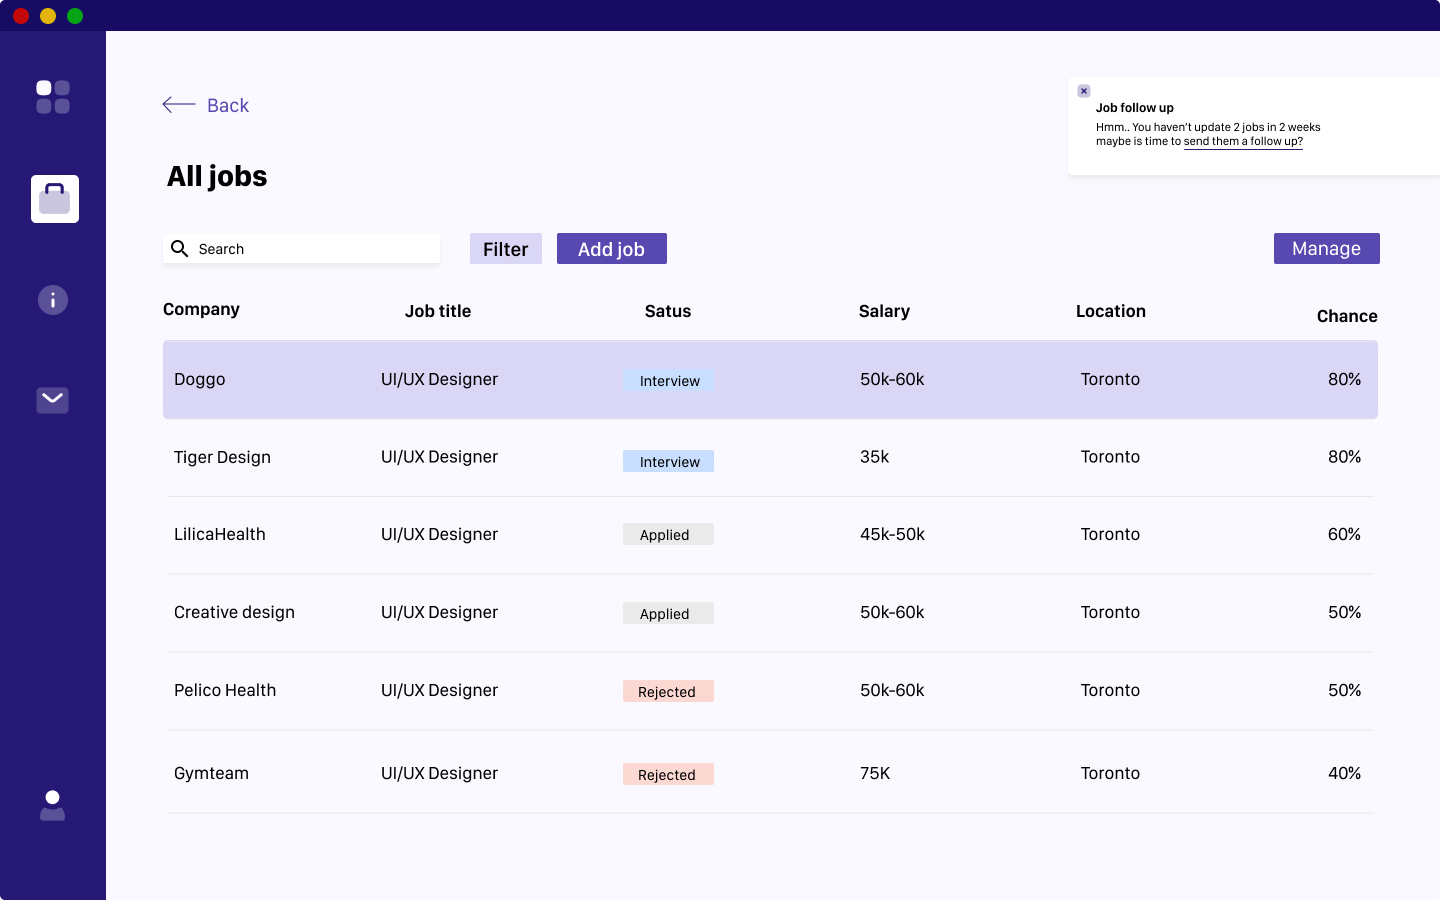 Back
Job follow up
Hmm.. You haven't update 2 jobs in 2 weeks
maybe is time to send them a follow up?
All jobs
Search
Filter
Add job
Manage
Company Job title Satus Salary Location Chance
Doggo UI/UX Designer Interview 50k-60k Toronto 80%
Tiger Design UI/UX Designer Interview 35k Toronto 80%
LilicaHealth UI/UX Designer Applied 45k-50k Toronto 60%
Creative design UI/UX Designer Applied 50k-60k Toronto 50%
Pelico Health UI/UX Designer Rejected 50k-60k Toronto 50%
Gymteam UI/UX Designer Rejected 75K Toronto 40%